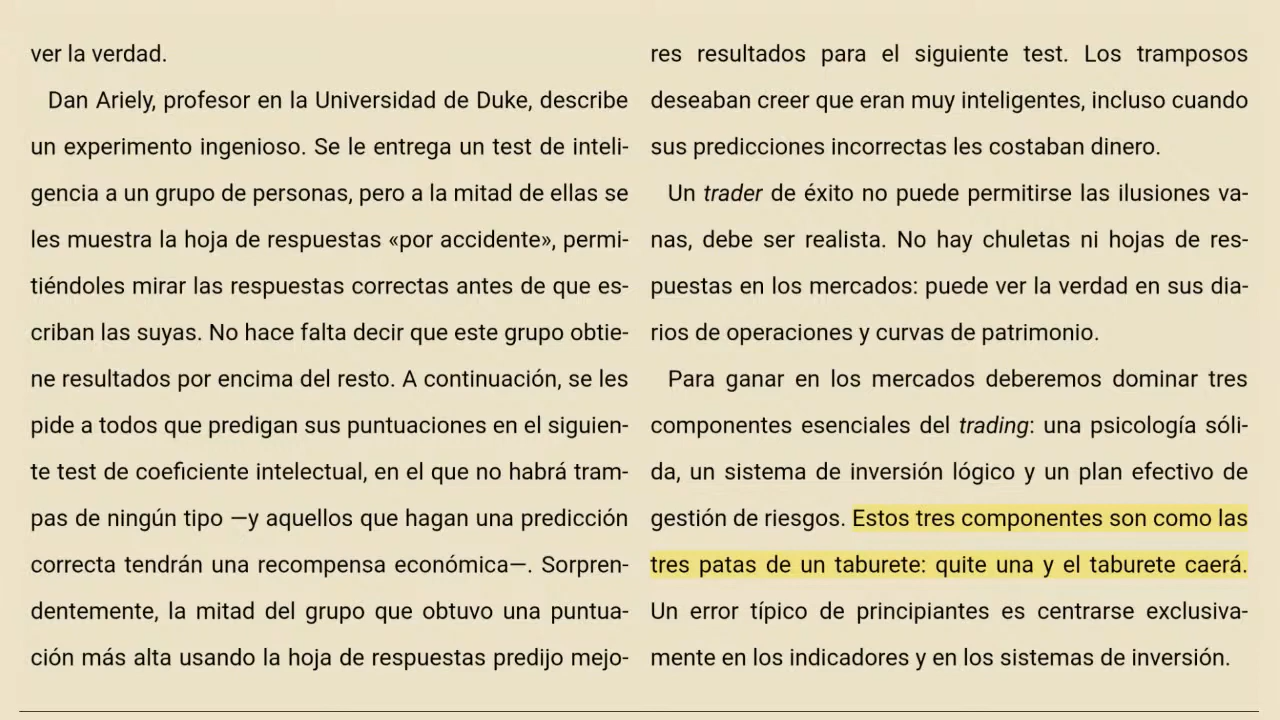 ver la verdad.
Dan Ariely, profesor en la Universidad de Duke, describe
un experimento ingenioso. Se le entrega un test de inteli-
gencia a un grupo de personas, pero a la mitad de ellas se
les muestra la hoja de respuestas «por accidente», permi-
tiéndoles mirar las respuestas correctas antes de que es-
criban las suyas. No hace falta decir que este grupo obtie-
ne resultados por encima del resto. A continuación, se les
pide a todos que predigan sus puntuaciones en el siguien-
te test de coeficiente intelectual, en el que no habrá tram-
pas de ningún tipo —y aquellos que hagan una predicción
correcta tendrán una recompensa económica—. Sorpren-
dentemente, la mitad del grupo que obtuvo una puntua-
ción más alta usando la hoja de respuestas predijo mejo-
res resultados para el siguiente test. Los tramposos
deseaban creer que eran muy inteligentes, incluso cuando
sus predicciones incorrectas les costaban dinero.
Un trader de éxito no puede permitirse las ilusiones va-
nas, debe ser realista. No hay chuletas ni hojas de res-
puestas en los mercados: puede ver la verdad en sus dia-
rios de operaciones y curvas de patrimonio.
Para ganar en los mercados deberemos dominar tres
componentes esenciales del trading: una psicología sóli-
da, un sistema de inversión lógico y un plan efectivo de
gestión de riesgos. Estos tres componentes son como las
tres patas de un taburete: quite una y el taburete caerá.
Un error típico de principiantes es centrarse exclusiva-
mente en los indicadores y en los sistemas de inversión.